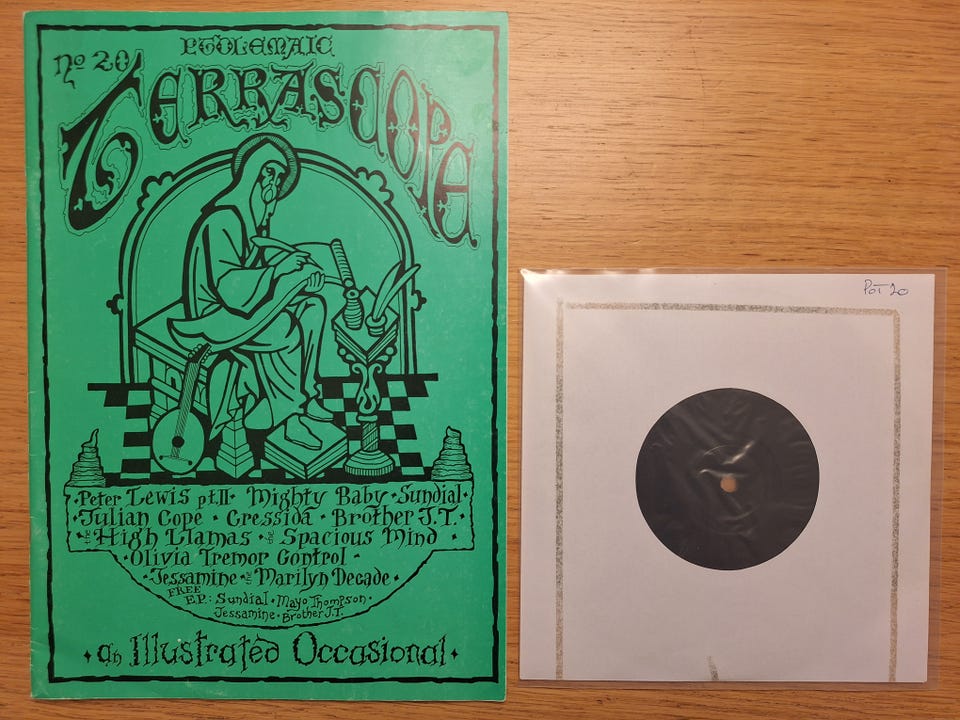 Nº 20
PTOLEMAIC
TERRASCOPE
·Peter Lewis pt.II· Mighty Baby ·Sundial·
·Julian Cope · Cressida · Brother J.T.·
·the High Llamas · the Spacious Mind
·Olivia Tremor Control·
·Jessamine · the Marilyn Decade·
FREE
E.P.: Sundial · Mayo Thompson·
Jessamine · Brother J.T.
·an Illustrated Occasional·
POT 20